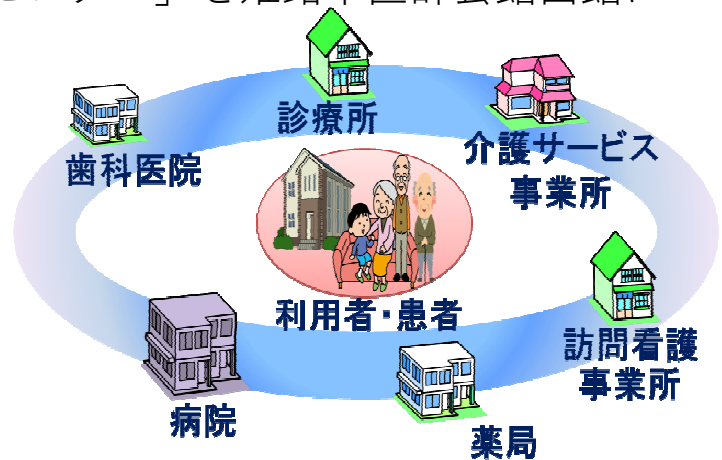 診療所
介護サービス
事業所
歯科医院
利用者・患者
訪問看護
事業所
病院
薬局